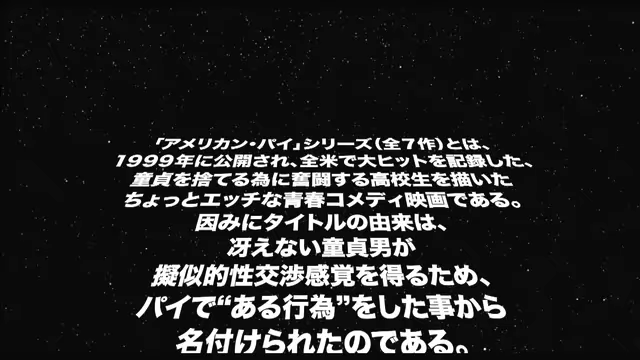 「アメリカン・パイ」シリーズ（全７作）とは、
１９９９年に公開され、全米で大ヒットを記録した、
童貞を捨てる為に奮闘する高校生を描いた
ちょっとエッチな青春コメディ映画である。
因みにタイトルの由来は、
冴えない童貞男が
擬似的性交渉感覚を得るため、
パイで“ある行為”をした事から
名付けられたのである。